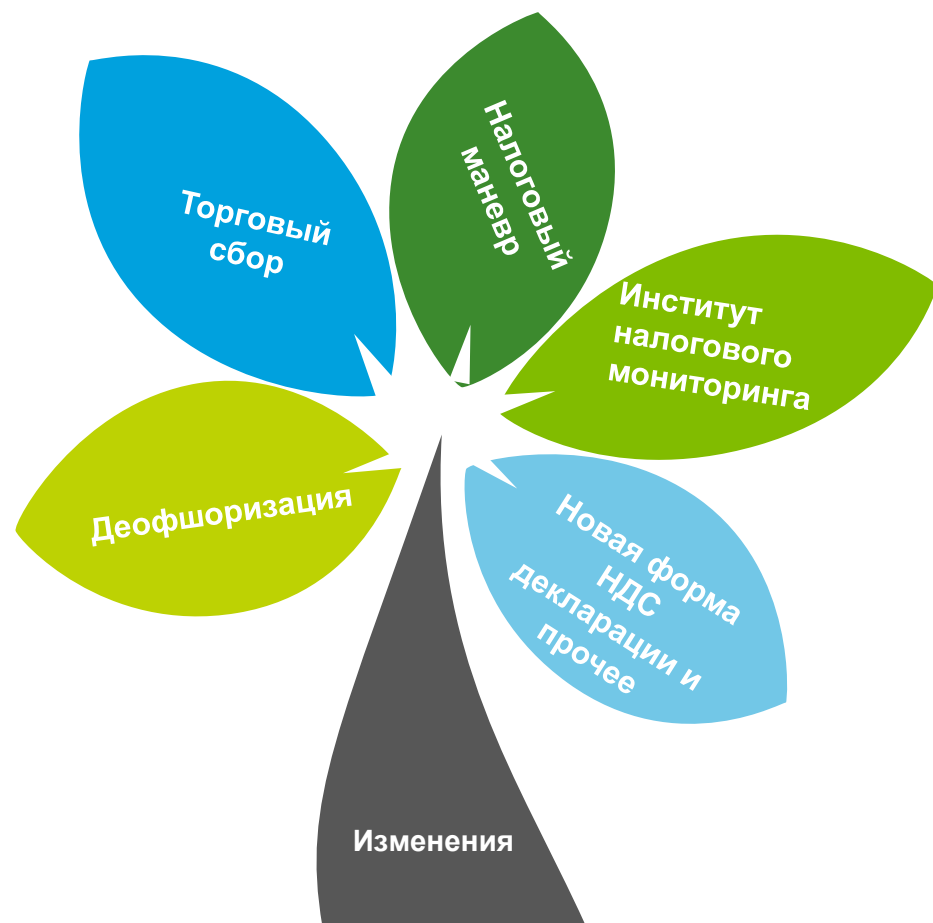 Налоговый
маневр
Торговый
сбор
Институт
налогового
мониторинга
Деофшоризация
Новая форма
НДС
декларации и
прочее
Изменения